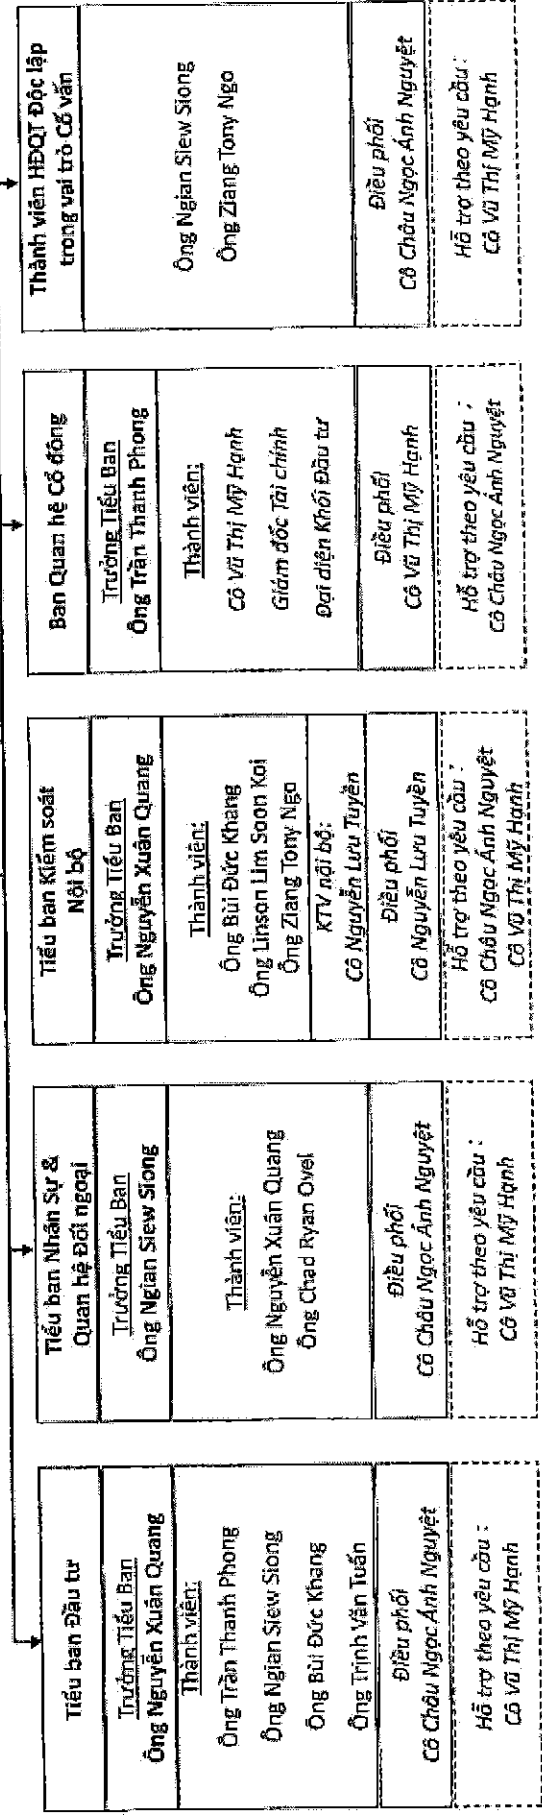 Tiểu ban Đầu tư
Trưởng Tiểu Ban
Ông Nguyễn Xuân Quang
Thành viên:
Ông Trần Thanh Phong
Ông Ngian Siew Siong
Ông Bùi Đức Khang
Ông Trịnh Văn Tuấn
Điều phối
Cô Châu Ngọc Ánh Nguyệt
Hỗ trợ theo yêu cầu :
Cô Vũ Thị Mỹ Hạnh
Tiểu ban Nhân Sự &
Quan hệ Đối ngoại
Trưởng Tiểu Ban
Ông Ngian Siew Siong
Thành viên:
Ông Nguyễn Xuân Quang
Ông Chad Ryan Ovel
Điều phối
Cô Châu Ngọc Ánh Nguyệt
Hỗ trợ theo yêu cầu :
Cô Vũ Thị Mỹ Hạnh
Tiểu ban Kiểm soát
Nội bộ
Trưởng Tiểu Ban
Ông Nguyễn Xuân Quang
Thành viên:
Ông Bùi Đức Khang
Ông Linson Lim Soon Koi
Ông Ziang Tony Ngo
KTV nội bộ:
Cô Nguyễn Lưu Tuyền
Điều phối
Cô Nguyễn Lưu Tuyền
Hỗ trợ theo yêu cầu :
Cô Châu Ngọc Ánh Nguyệt
Cô Vũ Thị Mỹ Hạnh
Ban Quan hệ Cổ đông
Trưởng Tiểu Ban
Ông Trần Thanh Phong
Thành viên:
Cô Vũ Thị Mỹ Hạnh
Giám đốc Tài chính
Đại diện Khối Đầu tư
Điều phối
Cô Vũ Thị Mỹ Hạnh
Hỗ trợ theo yêu cầu :
Cô Châu Ngọc Ánh Nguyệt
Thành viên HĐQT Độc lập
trong vai trò Cố vấn
Ông Ngian Siew Siong
Ông Ziang Tony Ngo
Điều phối
Cô Châu Ngọc Ánh Nguyệt
Hỗ trợ theo yêu cầu :
Cô Vũ Thị Mỹ Hạnh